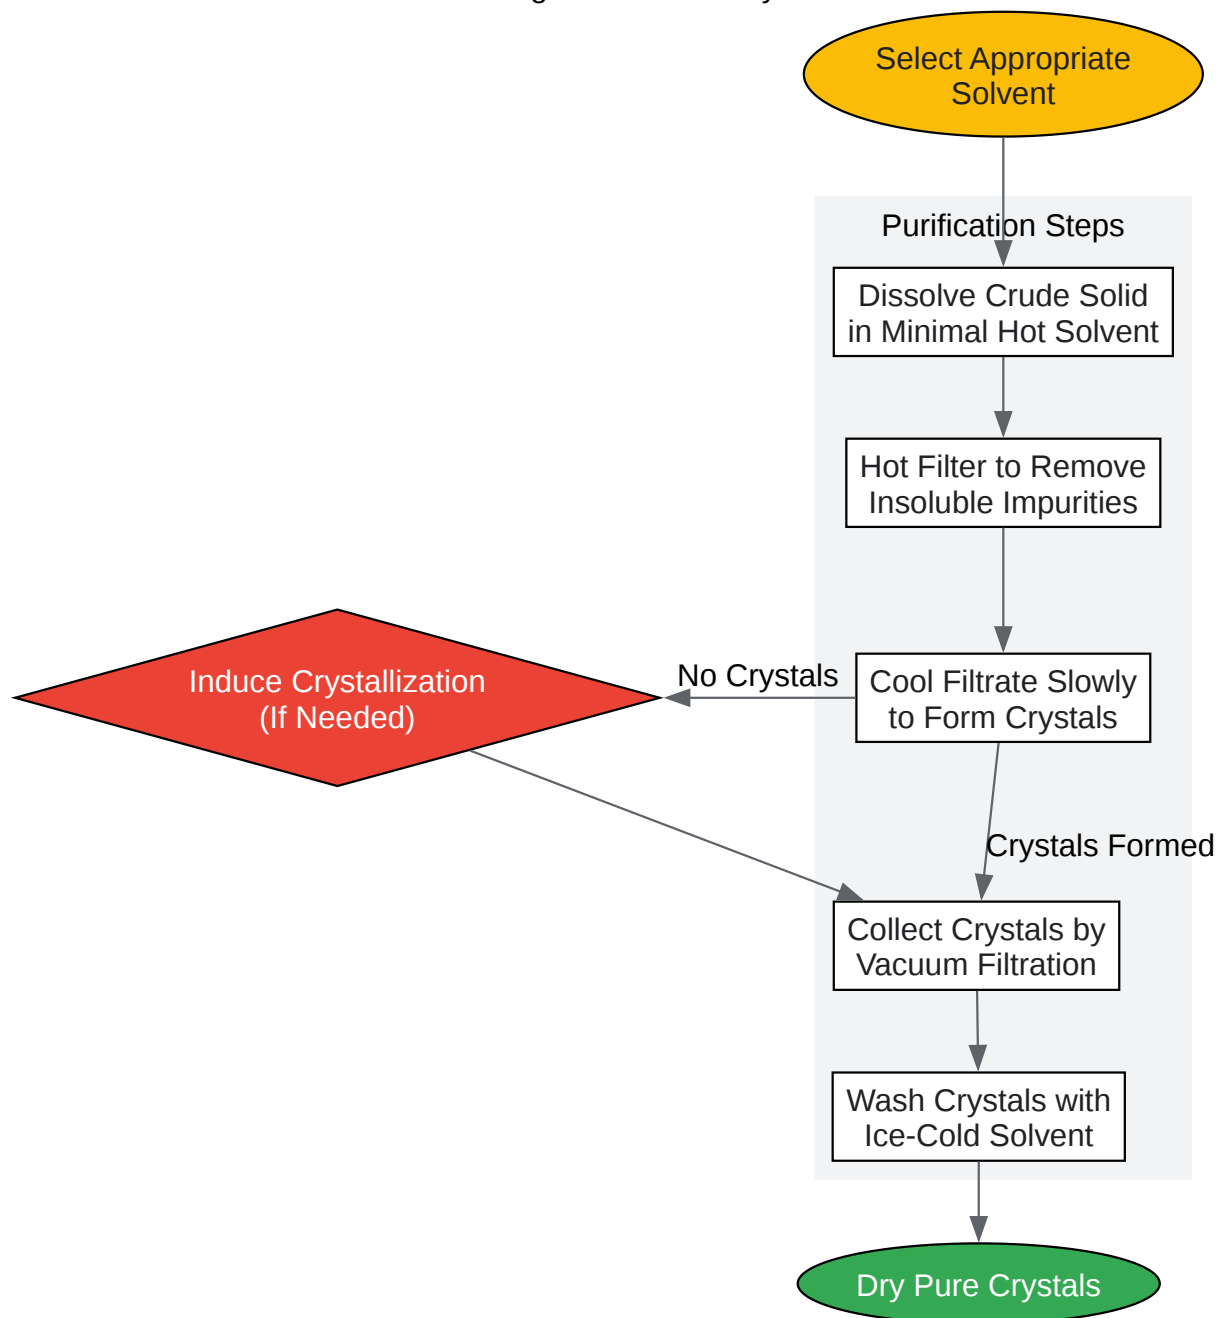 Select Appropriate
Solvent
Purification Steps
Dissolve Crude Solid
in Minimal Hot Solvent
Hot Filter to Remove
Insoluble Impurities
Induce Crystallization
(If Needed)
No Crystals
Cool Filtrate Slowly
to Form Crystals
Crystals Formed
Collect Crystals by
Vacuum Filtration
Wash Crystals with
Ice-Cold Solvent
Dry Pure Crystals